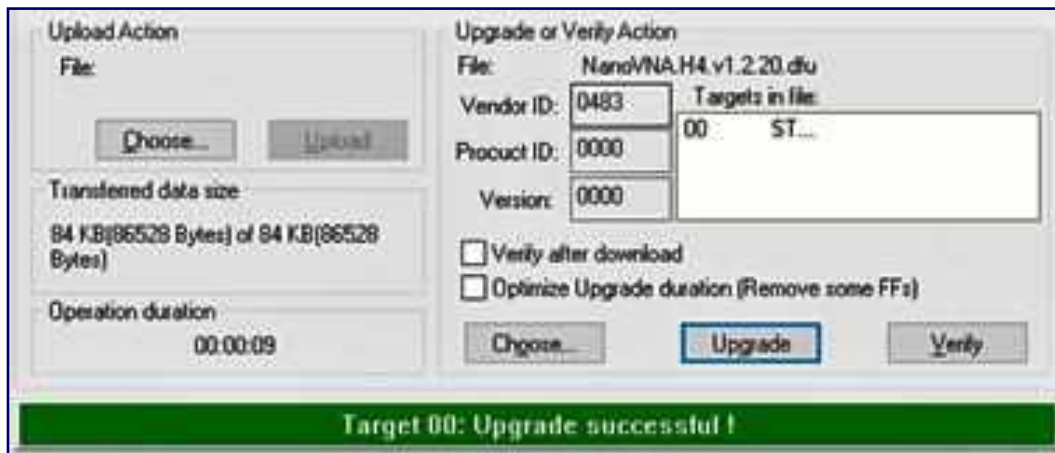 Upload Action
File:
Choose...
Upload
Transferred data size
84 KB(86528 Bytes) of 84 KB(86528
Bytes)
Operation duration
00:00:09
Upgrade or Verify Action
File: NanoVNA.H4.v1.2.20.dfu
Vendor ID: 0483
Procuct ID: 0000
Version: 0000
Targets in file:
00 ST...
Verify after download
Optimize Upgrade duration (Remove some FFs)
Choose...
Upgrade
Verify
Target 00: Upgrade successful !